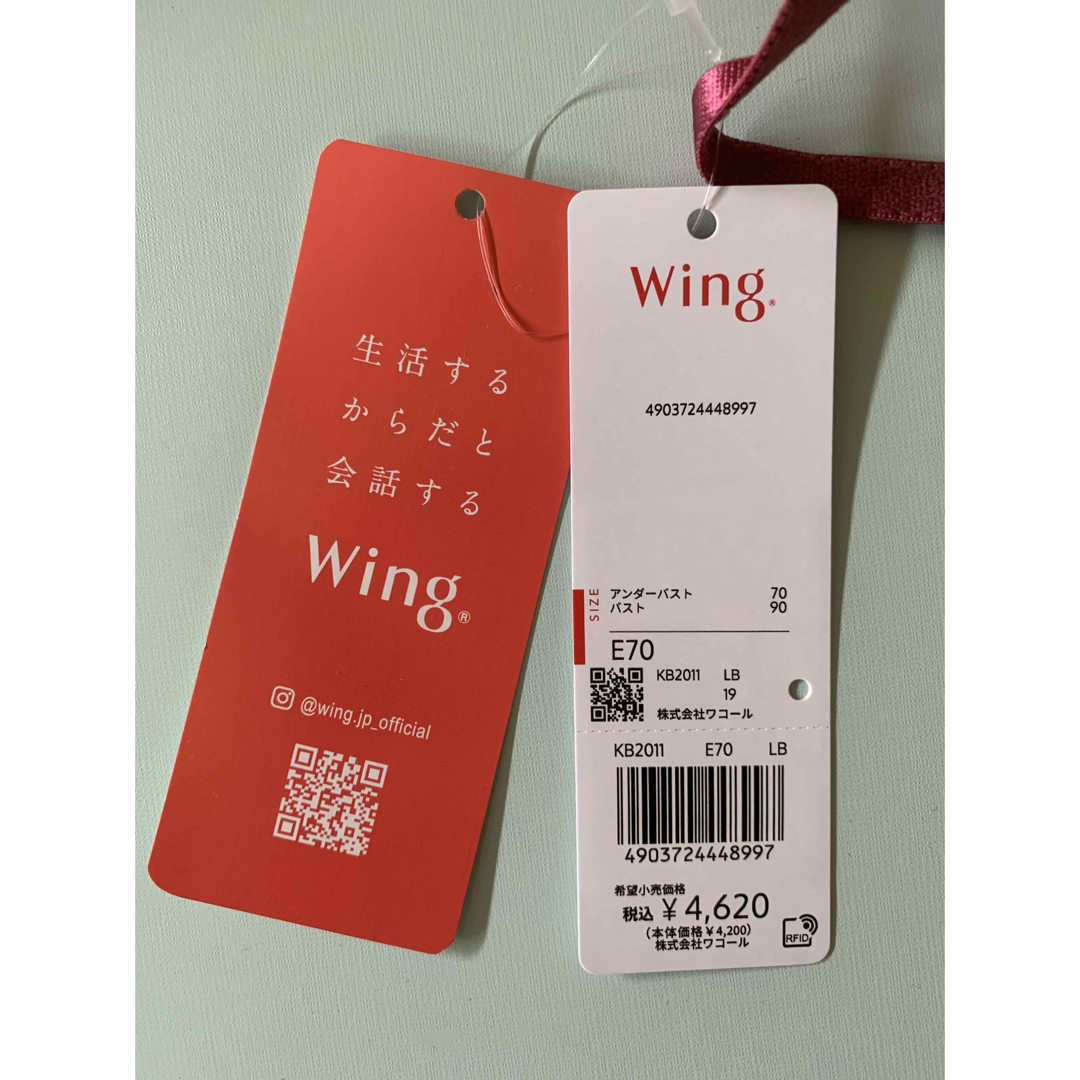 生活する
からだと
会話する
Wing®
@wing.jp_official
Wing®
4903724448997
SIZE
アンダーバスト 70
バスト 90
E70
KB2011 LB
19
株式会社ワコール
KB2011 E70 LB
4903724448997
希望小売価格
税込 ¥4,620
(本体価格¥4,200)
株式会社ワコール
RFID